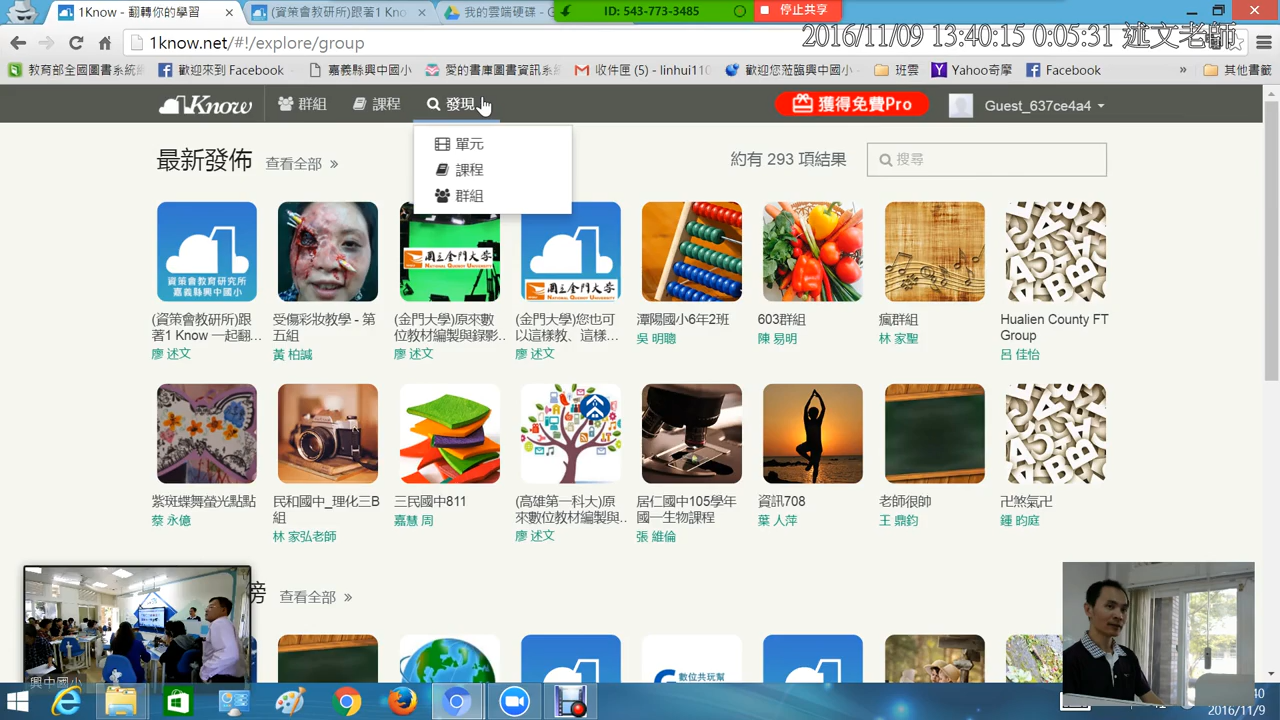 1Know - 翻轉你的學習
(資策會教研所)跟著1 Kno
我的雲端硬碟 - G
ID: 543-773-3485
停止共享
1know.net/#!/explore/group
2016/11/09 13:40:15 0:05:31 述文老師
教育部全國圖書系統
歡迎來到 Facebook
嘉義縣興中國小
愛的書庫圖書資訊系統
收件匣 (5) - linhui110
歡迎您蒞臨興中國小
班雲
Yahoo奇摩
Facebook
»
其他書籤
1Know
群組
課程
發現
獲得免費Pro
Guest_637ce4a4
單元
課程
群組
最新發佈
查看全部 »
約有 293 項結果
搜尋
資策會教育研究所
嘉義縣興中國小
國立金門大學
NATIONAL QUEMOY UNIVERSITY
國立金門大學
NATIONAL QUEMOY UNIVERSITY
(資策會教研所)跟著1 Know 一起翻...
廖 述文
受傷彩妝教學 - 第五組
黃 柏諴
(金門大學)原來數位教材編製與錄影...
廖 述文
(金門大學)您也可以這樣教、這樣...
廖 述文
潭陽國小6年2班
吳 明聰
603群組
陳 易明
瘋群組
林 家聖
Hualien County FT Group
呂 佳怡
紫斑蝶舞螢光點點
蔡 永億
民和國中_理化三B組
林 家弘老師
三民國中811
嘉慧 周
(高雄第一科大)原來數位教材編製與...
廖 述文
居仁國中105學年國一生物課程
張 維倫
資訊708
葉 人萍
老師很帥
王 鼎鈞
卍煞氣卍
鍾 昀庭
榜
查看全部 »
數位共玩幫
興中國小
2016/11/9